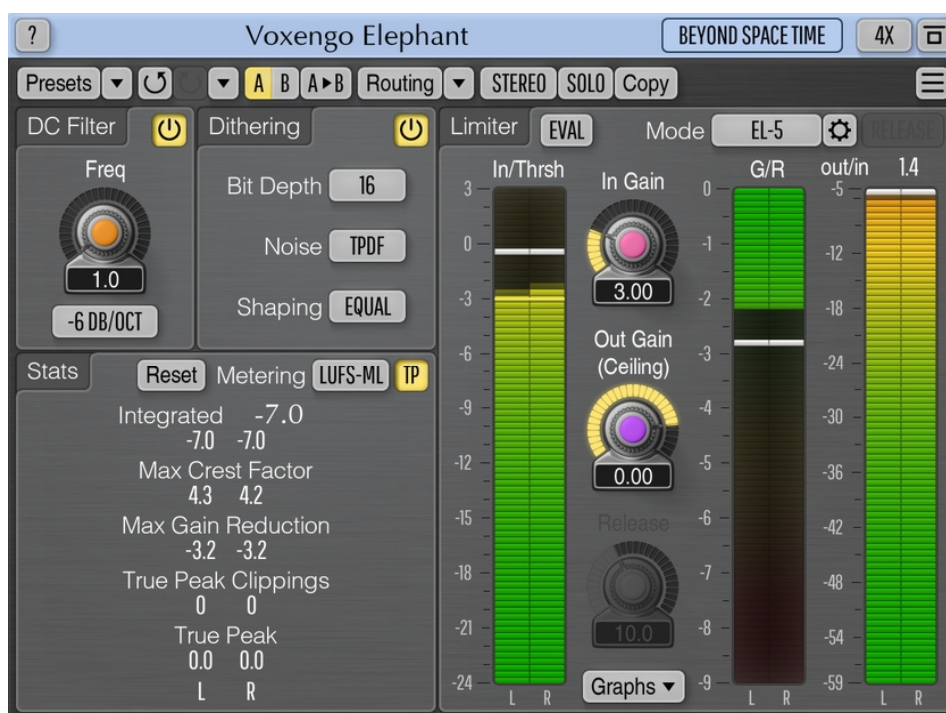 ? Voxengo Elephant BEYOND SPACE TIME 4X
Presets A B A►B Routing STEREO SOLO Copy
DC Filter
Freq
1.0
-6 DB/OCT
Dithering
Bit Depth 16
Noise TPDF
Shaping EQUAL
Stats Reset Metering LUFS-ML TP
Integrated -7.0
-7.0 -7.0
Max Crest Factor
4.3 4.2
Max Gain Reduction
-3.2 -3.2
True Peak Clippings
0 0
True Peak
0.0 0.0
L R
Limiter EVAL Mode EL-5 RELEASE
In/Thrsh
3
0
-3
-6
-9
-12
-15
-18
-21
-24
L R
In Gain
3.00
Out Gain
(Ceiling)
0.00
Release
10.0
Graphs ▼
G/R
0
-1
-2
-3
-4
-5
-6
-7
-8
-9
L R
out/in 1.4
-5
-12
-18
-24
-30
-36
-42
-48
-54
-59
L R